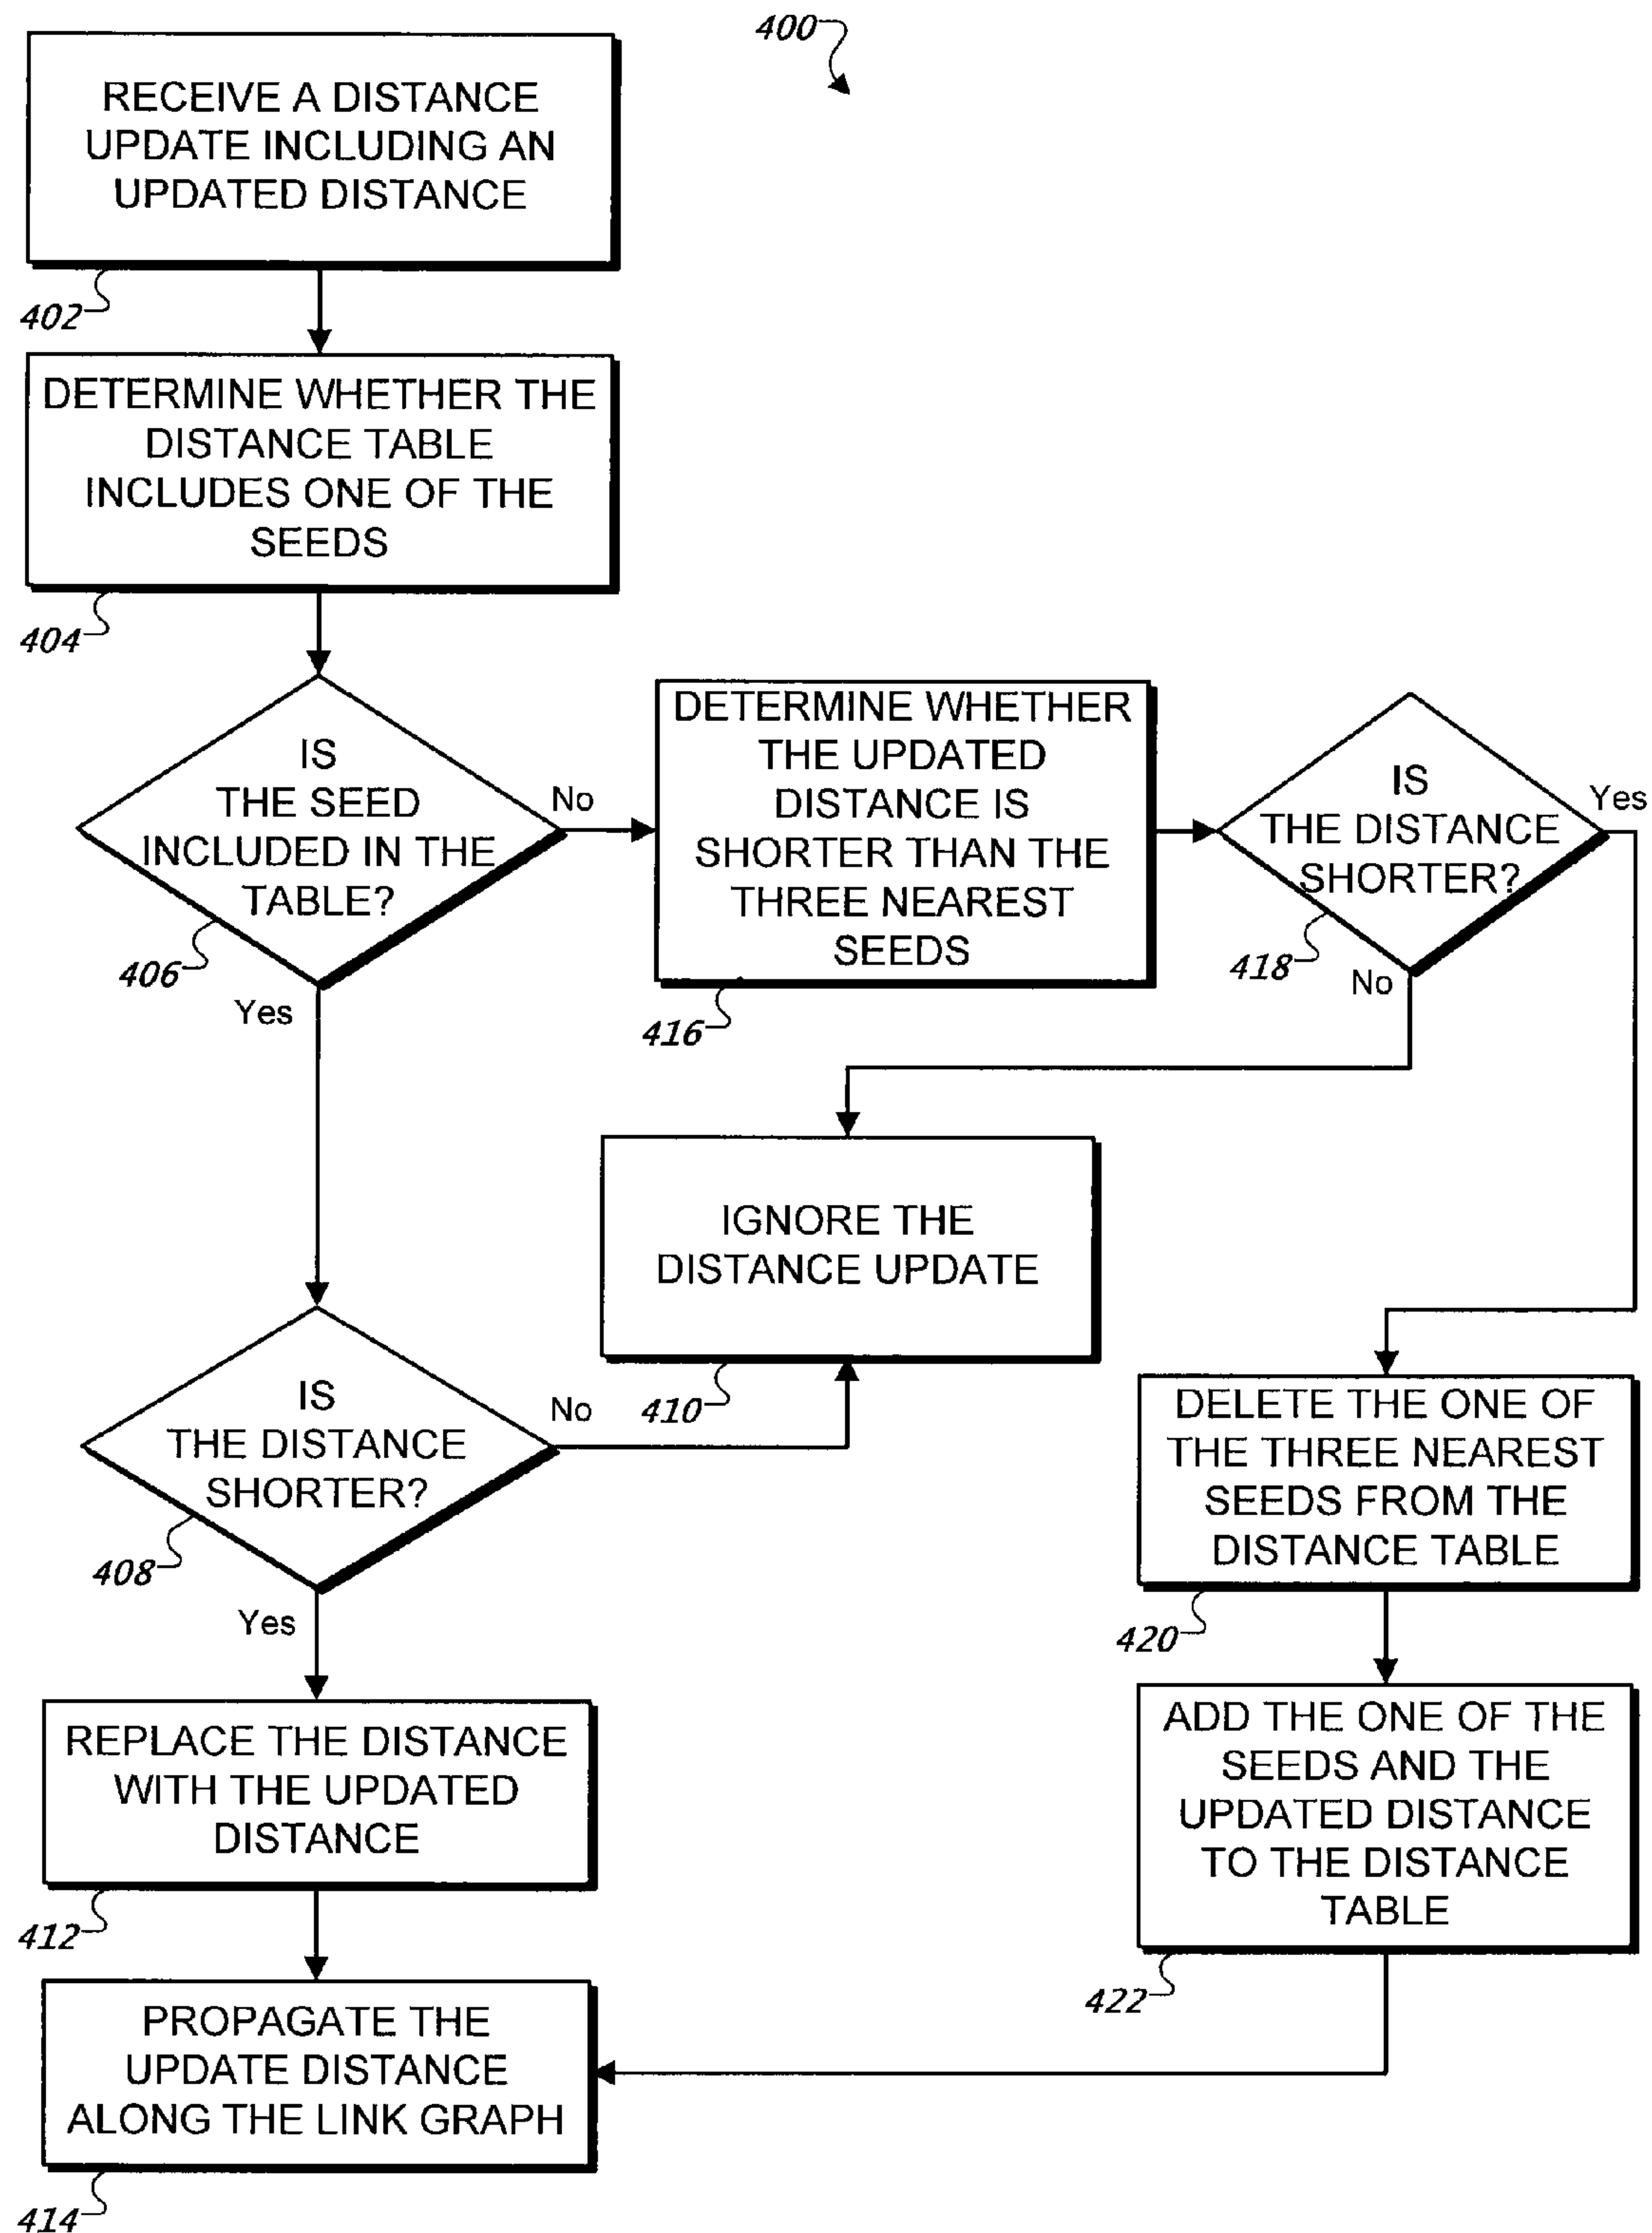 400
RECEIVE A DISTANCE
UPDATE INCLUDING AN
UPDATED DISTANCE
402
DETERMINE WHETHER THE
DISTANCE TABLE
INCLUDES ONE OF THE
SEEDS
404
IS
THE SEED
INCLUDED IN THE
TABLE?
406
No
Yes
DETERMINE WHETHER
THE UPDATED
DISTANCE IS
SHORTER THAN THE
THREE NEAREST
SEEDS
416
IS
THE DISTANCE
SHORTER?
418
Yes
No
IGNORE THE
DISTANCE UPDATE
410
IS
THE DISTANCE
SHORTER?
408
No
Yes
DELETE THE ONE OF
THE THREE NEAREST
SEEDS FROM THE
DISTANCE TABLE
420
REPLACE THE DISTANCE
WITH THE UPDATED
DISTANCE
412
ADD THE ONE OF THE
SEEDS AND THE
UPDATED DISTANCE
TO THE DISTANCE
TABLE
422
PROPAGATE THE
UPDATE DISTANCE
ALONG THE LINK GRAPH
414